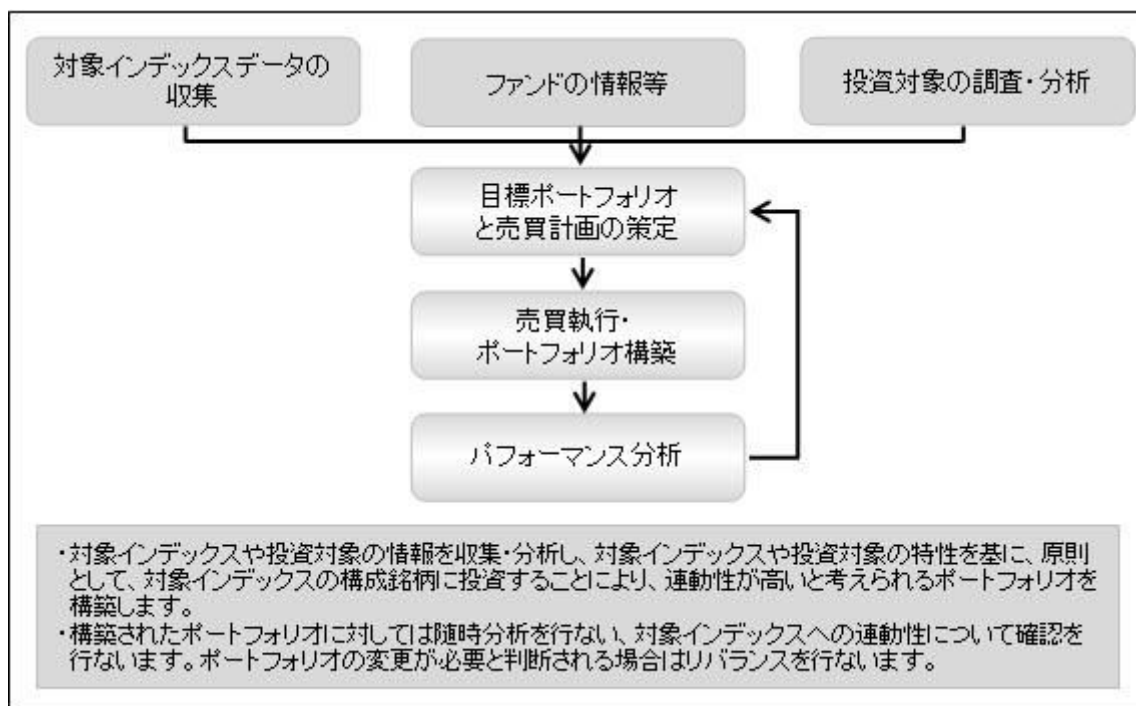 対象インデックスデータの
収集
ファンドの情報等
投資対象の調査・分析
目標ポートフォリオ
と売買計画の策定
売買執行・
ポートフォリオ構築
パフォーマンス分析
・対象インデックスや投資対象の情報を収集・分析し、対象インデックスや投資対象の特性を基に、原則
として、対象インデックスの構成銘柄に投資することにより、連動性が高いと考えられるポートフォリオを
構築します。
・構築されたポートフォリオに対しては随時分析を行ない、対象インデックスへの連動性について確認を
行ないます。ポートフォリオの変更が必要と判断される場合はリバランスを行ないます。